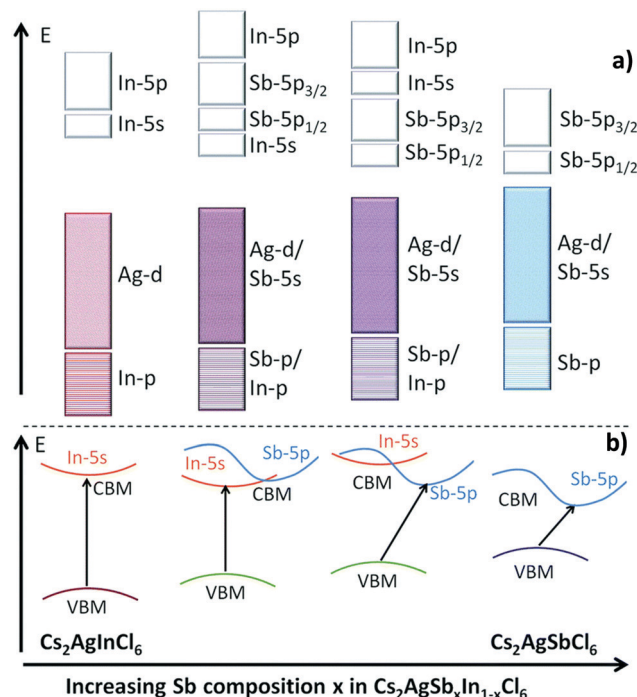 E
a)
In-5p
In-5s
Ag-d
In-p
In-5p
Sb-5p3/2
Sb-5p1/2
In-5s
Ag-d/
Sb-5s
Sb-p/
In-p
In-5p
In-5s
Sb-5p3/2
Sb-5p1/2
Ag-d/
Sb-5s
Sb-p/
In-p
Sb-5p3/2
Sb-5p1/2
Ag-d/
Sb-5s
Sb-p
E
b)
In-5s
CBM
VBM
In-5s
Sb-5p
CBM
VBM
In-5s
Sb-5p
VBM
CBM
Sb-5p
VBM
Cs2AgInCl6
Cs2AgSbCl6
Increasing Sb composition x in Cs2AgSbxIn1-xCl6